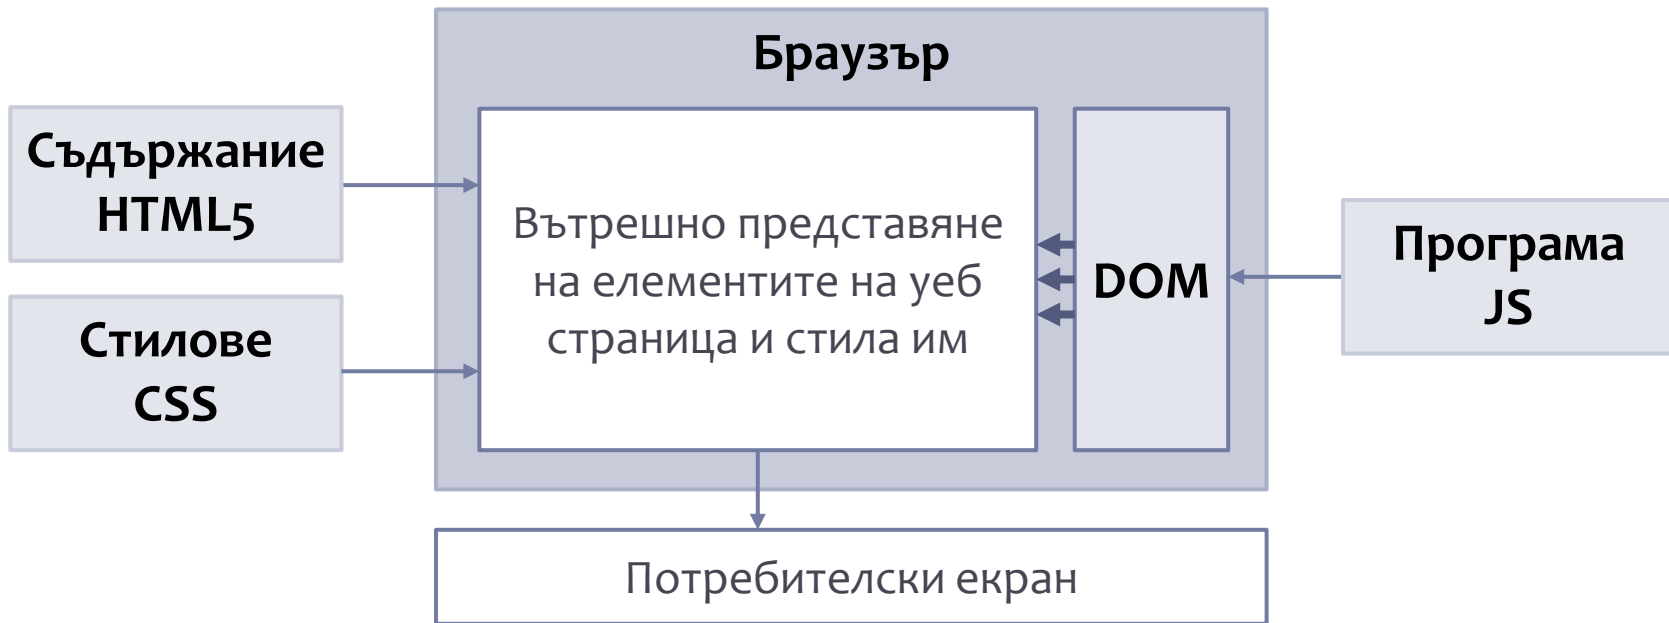 Браузър
Съдържание
HTML5
Стилове
CSS
Вътрешно представяне
на елементите на уеб
страница и стила им
DOM
Програма
JS
Потребителски екран